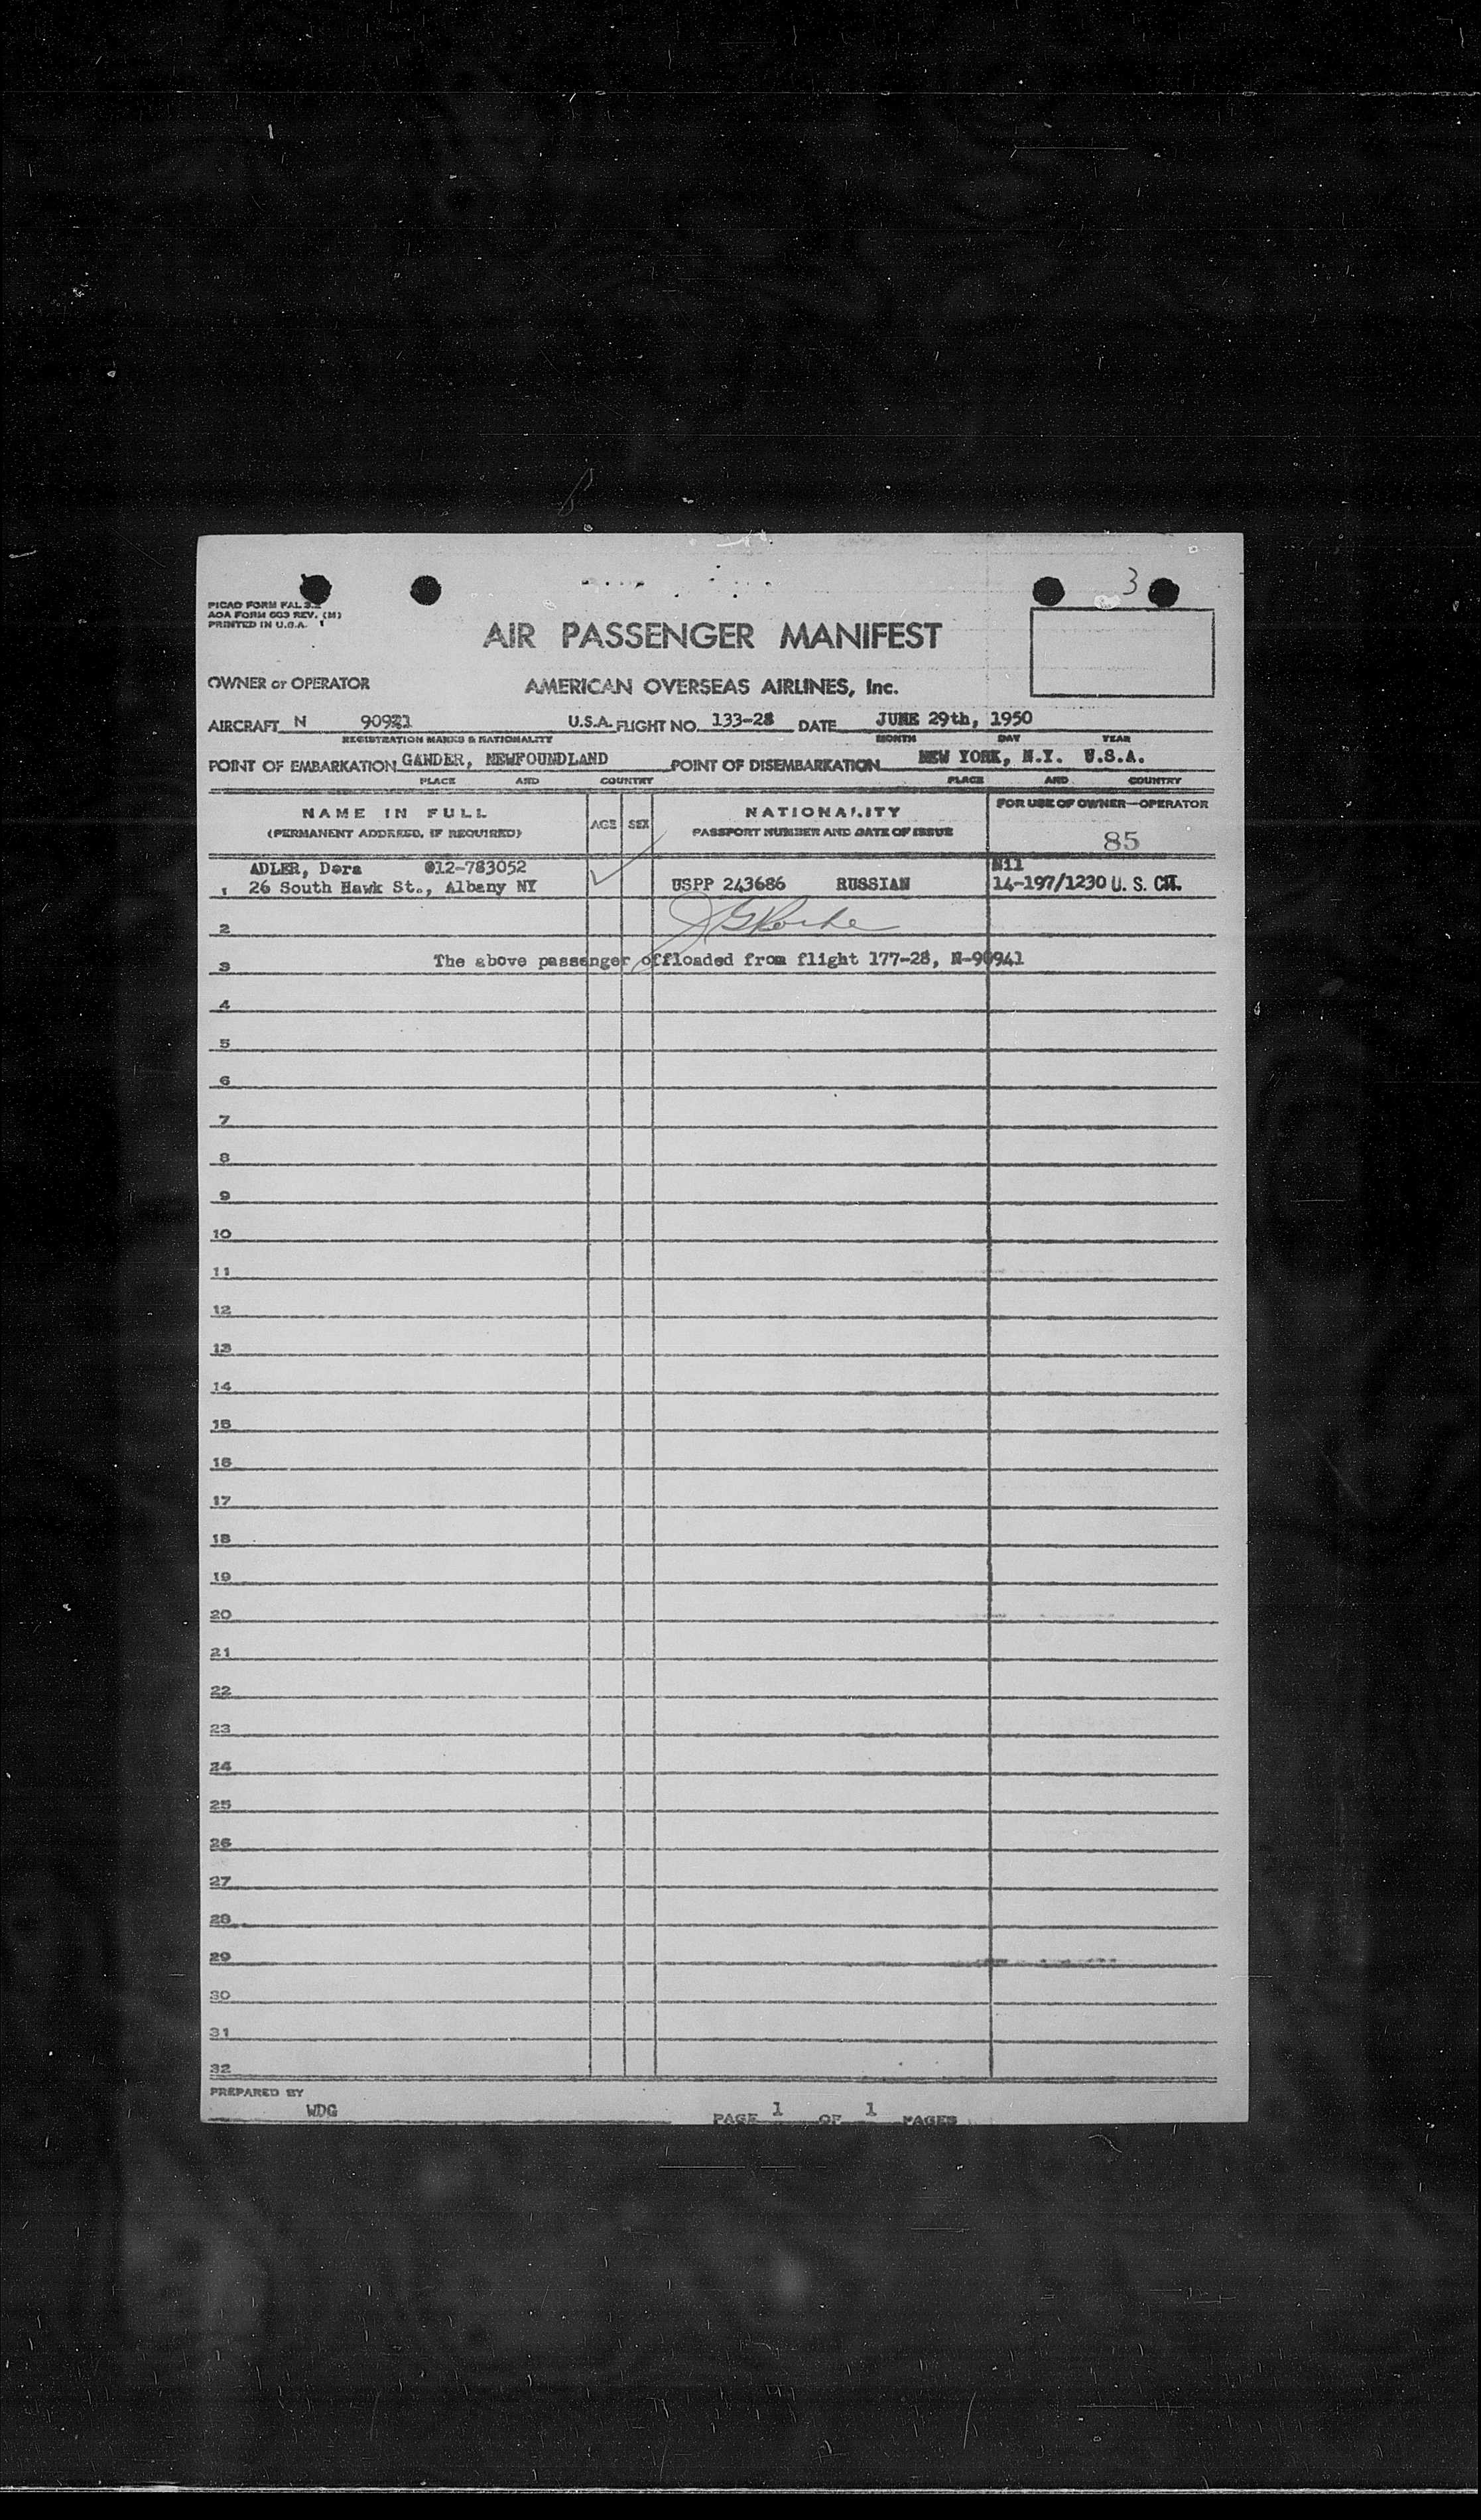 3
PICAO FORM FAL 3.2
AOA FORM 603 REV. (M)
PRINTED IN U.S.A.
AIR PASSENGER MANIFEST
OWNER or OPERATOR AMERICAN OVERSEAS AIRLINES, Inc.
AIRCRAFT N 90921 U.S.A. FLIGHT NO. 133-28 DATE JUNE 29th, 1950
REGISTRATION MARKS & NATIONALITY MONTH DAY YEAR
POINT OF EMBARKATION GANDER, NEWFOUNDLAND POINT OF DISEMBARKATION NEW YORK, N.Y. U.S.A.
PLACE AND COUNTRY PLACE AND COUNTRY
NAME IN FULL AGE SEX NATIONALITY FOR USE OF OWNER—OPERATOR
(PERMANENT ADDRESS, IF REQUIRED) PASSPORT NUMBER AND DATE OF ISSUE 85
ADLER, Dora 012-783052 Nil
1 26 South Hawk St., Albany NY USPP 243686 RUSSIAN 14-197/1230 U. S. CIT.
2
3 The above passenger offloaded from flight 177-28, N-90941
4
5
6
7
8
9
10
11
12
13
14
15
16
17
18
19
20
21
22
23
24
25
26
27
28
29
30
31
32
PREPARED BY
WDG PAGE 1 OF 1 PAGES